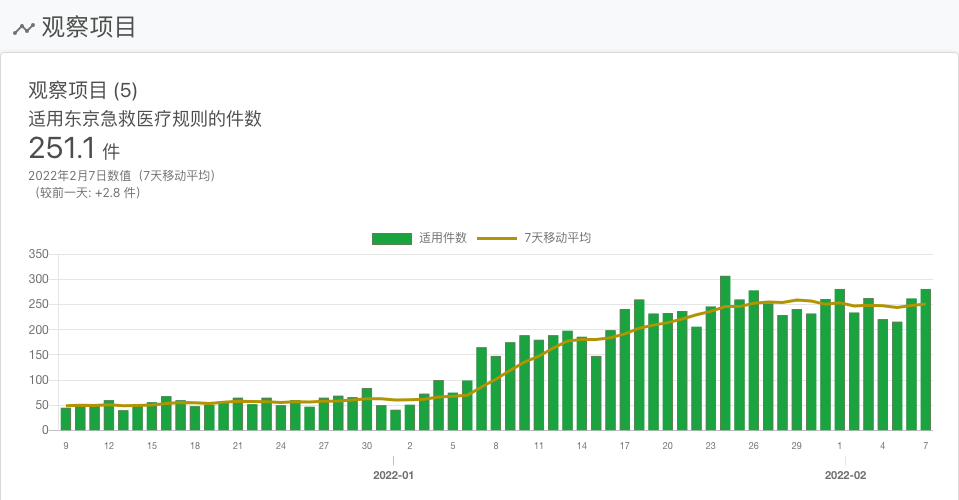 观察项目
观察项目 (5)
适用东京急救医疗规则的件数
251.1 件
2022年2月7日数值（7天移动平均）
（较前一天: +2.8 件）
适用件数 7天移动平均
350
300
250
200
150
100
50
0
9 12 15 18 21 24 27 30 2 5 8 11 14 17 20 23 26 29 1 4 7
2022-01 2022-02